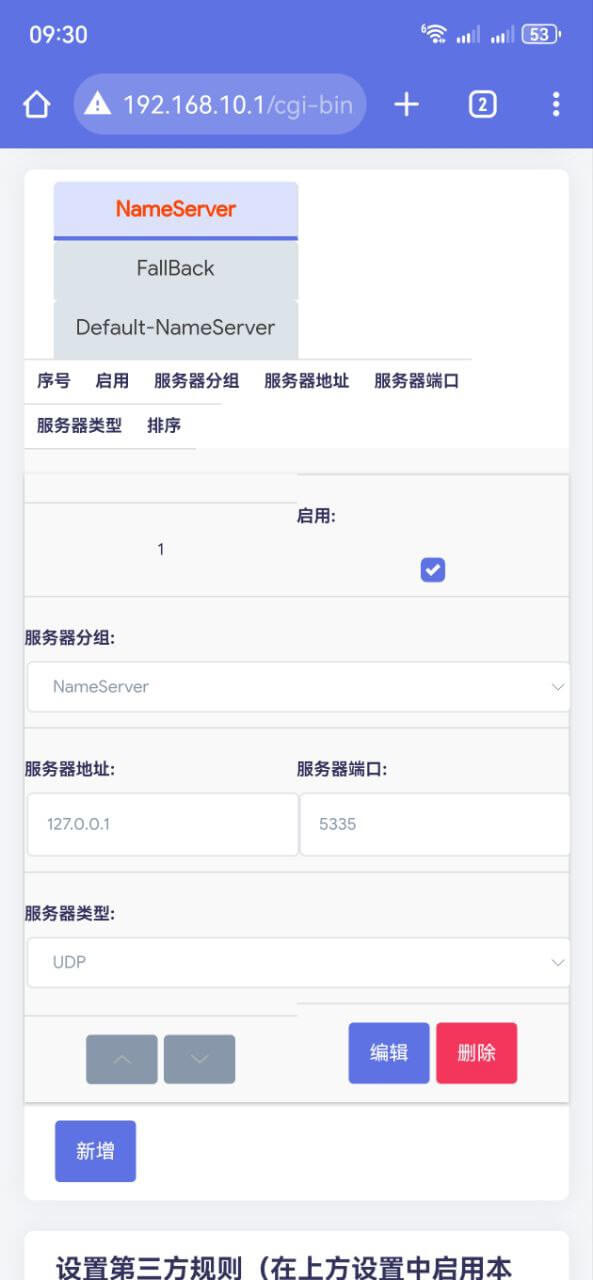 09:30
6
53
192.168.10.1/cgi-bin
2
NameServer
FallBack
Default-NameServer
序号 启用 服务器分组 服务器地址 服务器端口
服务器类型 排序
启用:
1
服务器分组:
NameServer
服务器地址: 服务器端口:
127.0.0.1 5335
服务器类型:
UDP
编辑 删除
新增
设置第三方规则（在上方设置中启用本